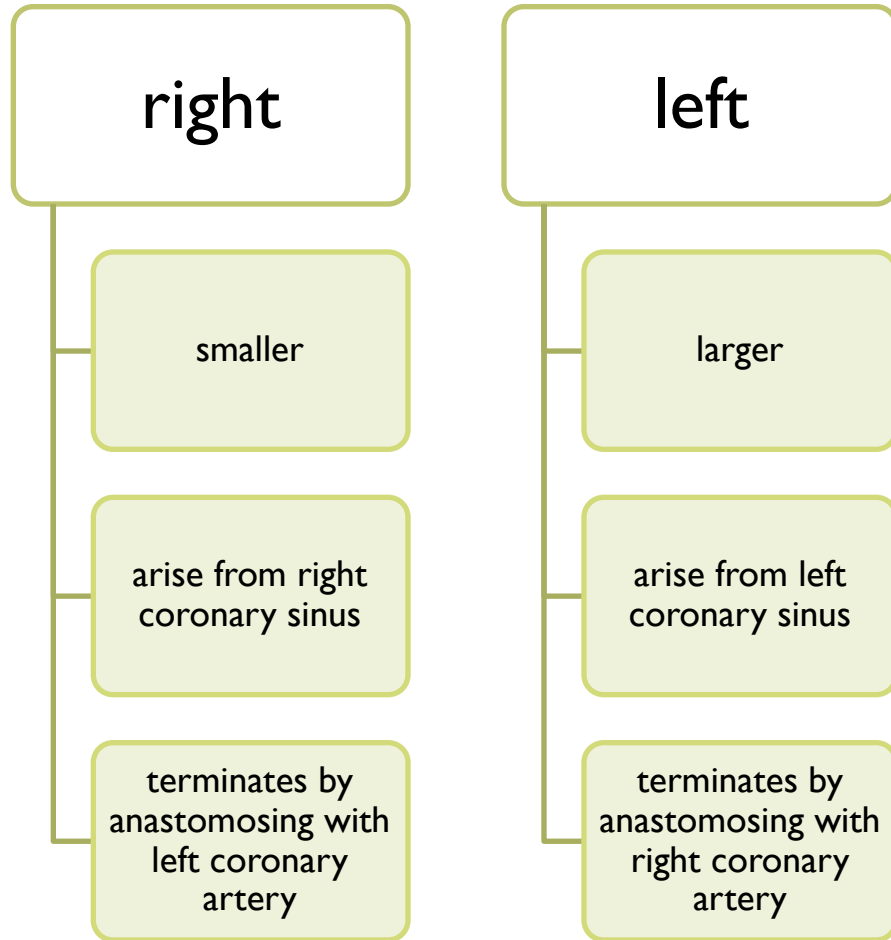 right
smaller
arise from right
coronary sinus
terminates by
anastomosing with
left coronary
artery
left
larger
arise from left
coronary sinus
terminates by
anastomosing with
right coronary
artery